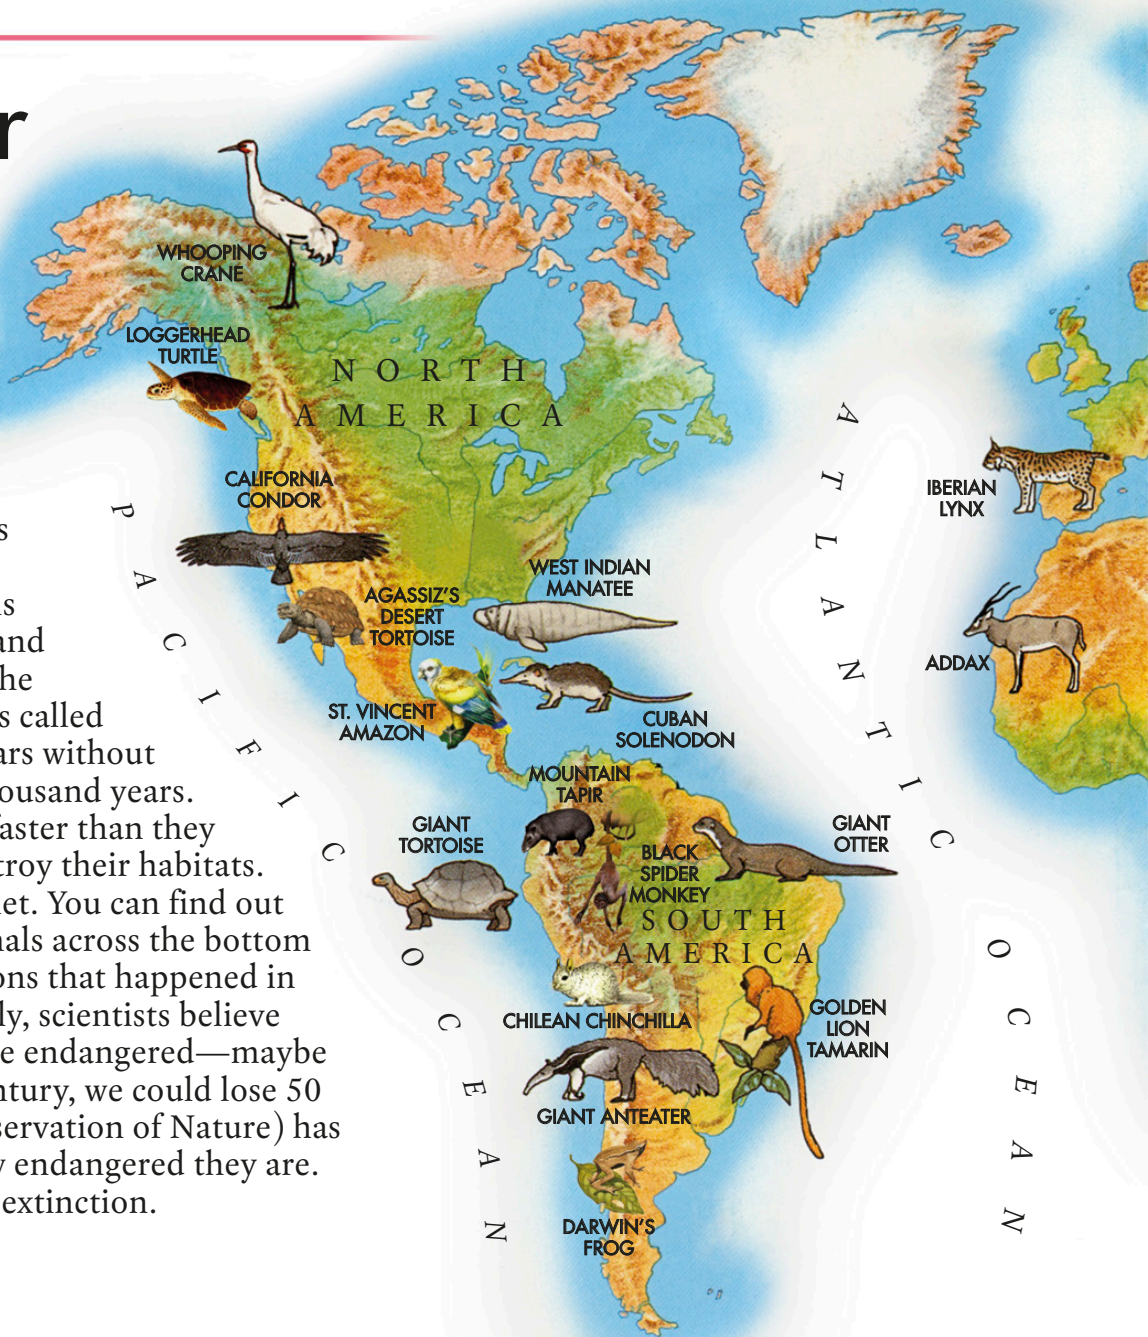 r
WHOOPING
CRANE
LOGGERHEAD
TURTLE
NORTH
AMERICA
CALIFORNIA
CONDOR
AGASSIZ'S
DESERT
TORTOISE
WEST INDIAN
MANATEE
ST. VINCENT
AMAZON
CUBAN
SOLENODON
MOUNTAIN
TAPIR
GIANT
TORTOISE
BLACK
SPIDER
MONKEY
GIANT
OTTER
SOUTH
AMERICA
CHILEAN CHINCHILLA
GOLDEN
LION
TAMARIN
GIANT ANTEATER
DARWIN'S
FROG
IBERIAN
LYNX
ADDAX
PACIFIC OCEAN
ATLANTIC OCEAN
s
is
and
he
s called
ars without
ousand years.
faster than they
troy their habitats.
et. You can find out
nals across the bottom
ons that happened in
ly, scientists believe
e endangered—maybe
ntury, we could lose 50
servation of Nature) has
y endangered they are.
extinction.